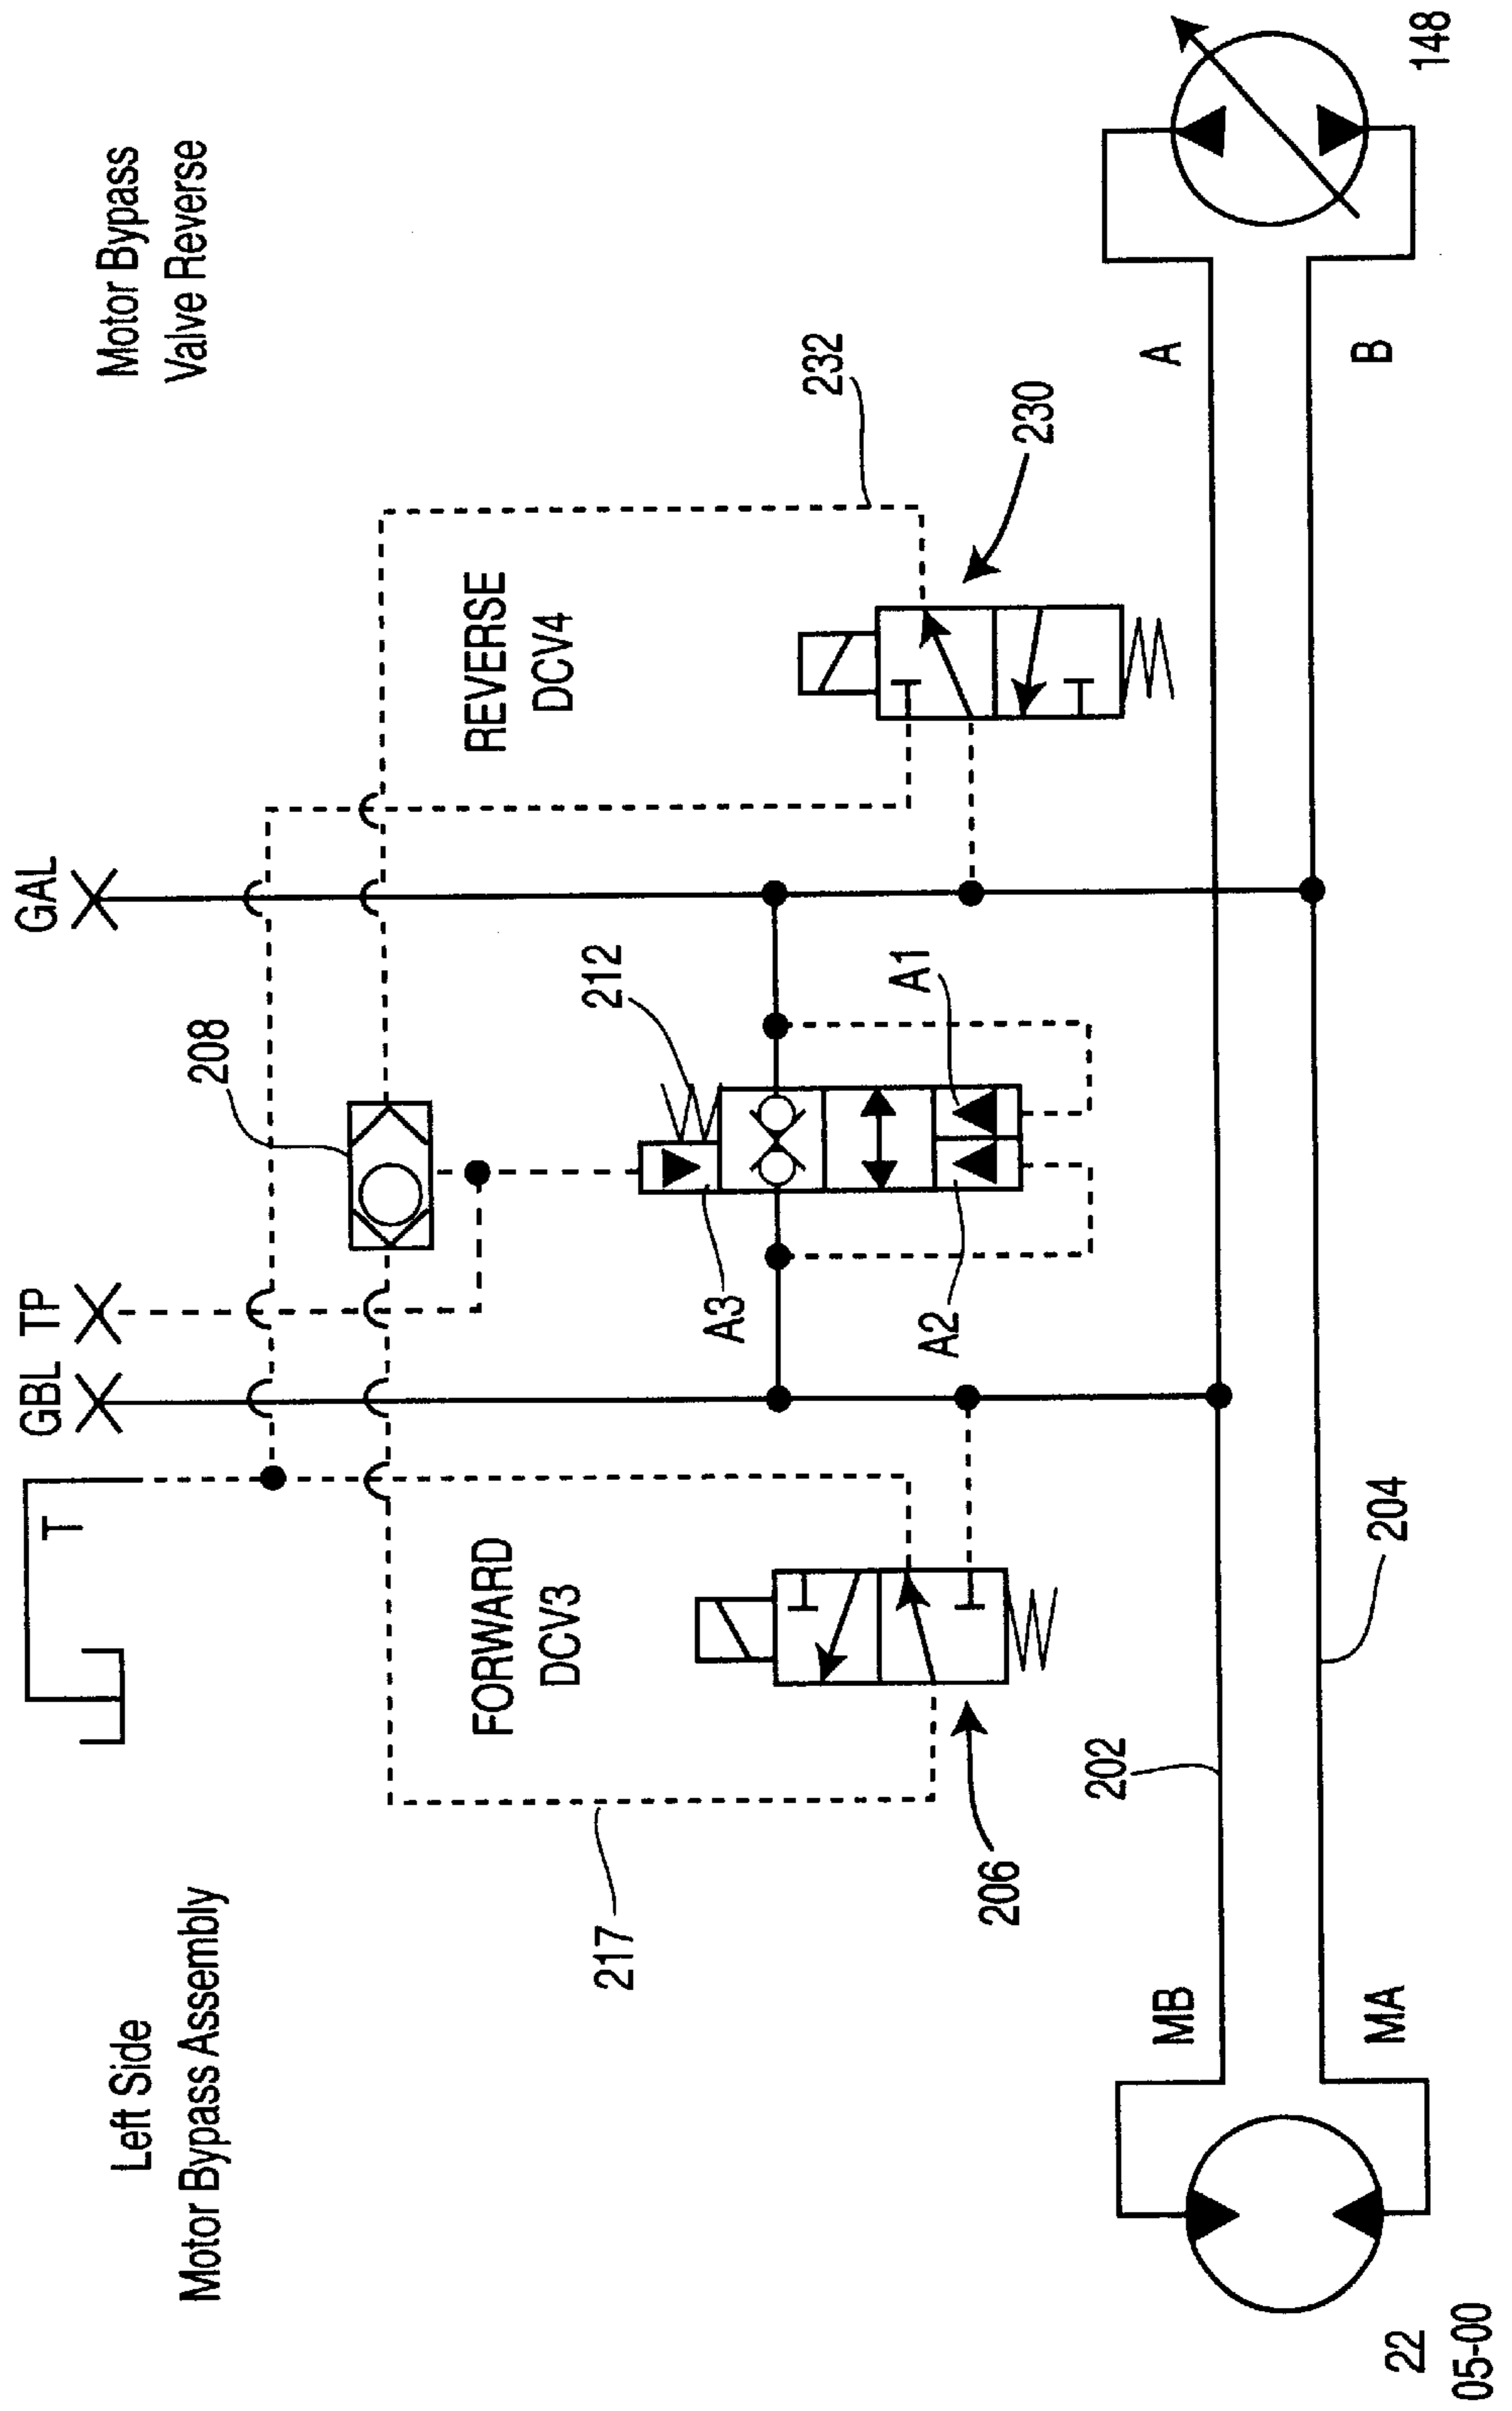 Left Side
Motor Bypass Assembly
Motor Bypass
Valve Reverse
T
GBL
TP
GAL
208
217
FORWARD
DCV3
206
212
A3
A2
A1
REVERSE
DCV4
232
230
MB
202
A
MA
204
B
22
05-00
148